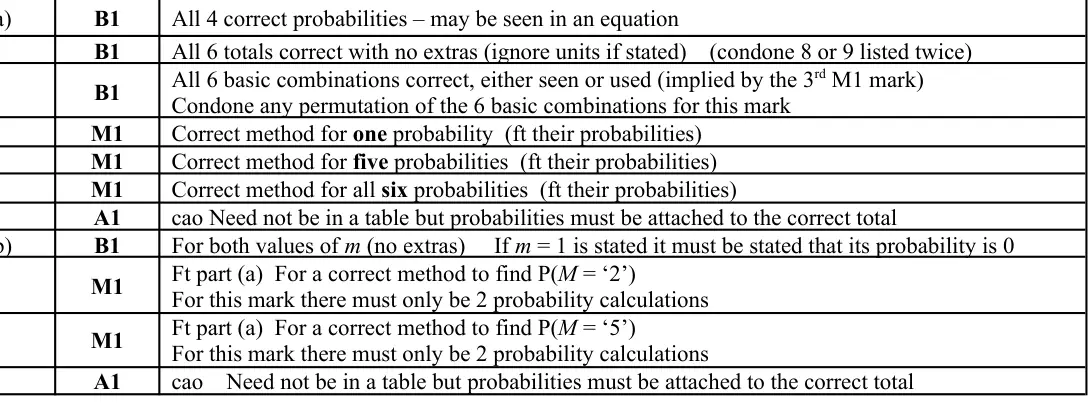 a) B1 All 4 correct probabilities – may be seen in an equation
B1 All 6 totals correct with no extras (ignore units if stated) (condone 8 or 9 listed twice)
B1 All 6 basic combinations correct, either seen or used (implied by the 3rd M1 mark)
Condone any permutation of the 6 basic combinations for this mark
M1 Correct method for one probability (ft their probabilities)
M1 Correct method for five probabilities (ft their probabilities)
M1 Correct method for all six probabilities (ft their probabilities)
A1 cao Need not be in a table but probabilities must be attached to the correct total
b) B1 For both values of m (no extras) If m = 1 is stated it must be stated that its probability is 0
M1 Ft part (a) For a correct method to find P(M = ‘2’)
For this mark there must only be 2 probability calculations
M1 Ft part (a) For a correct method to find P(M = ‘5’)
For this mark there must only be 2 probability calculations
A1 cao Need not be in a table but probabilities must be attached to the correct total